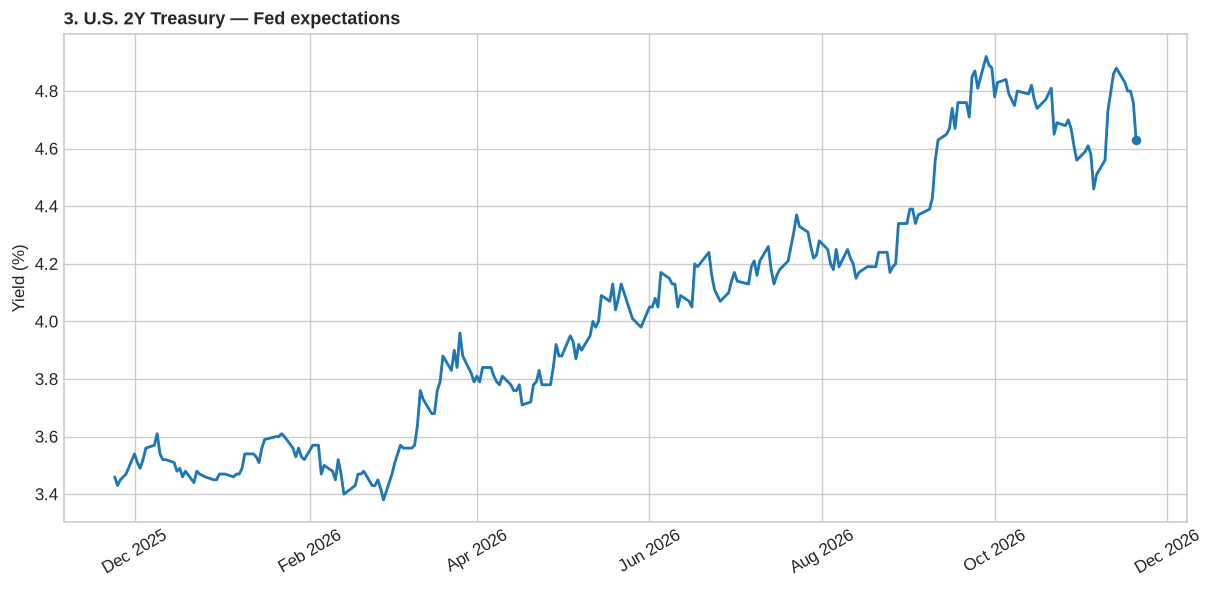 3. U.S. 2Y Treasury — Fed expectations
Yield (%)
4.8
4.6
4.4
4.2
4.0
3.8
3.6
3.4
Dec 2025
Feb 2026
Apr 2026
Jun 2026
Aug 2026
Oct 2026
Dec 2026